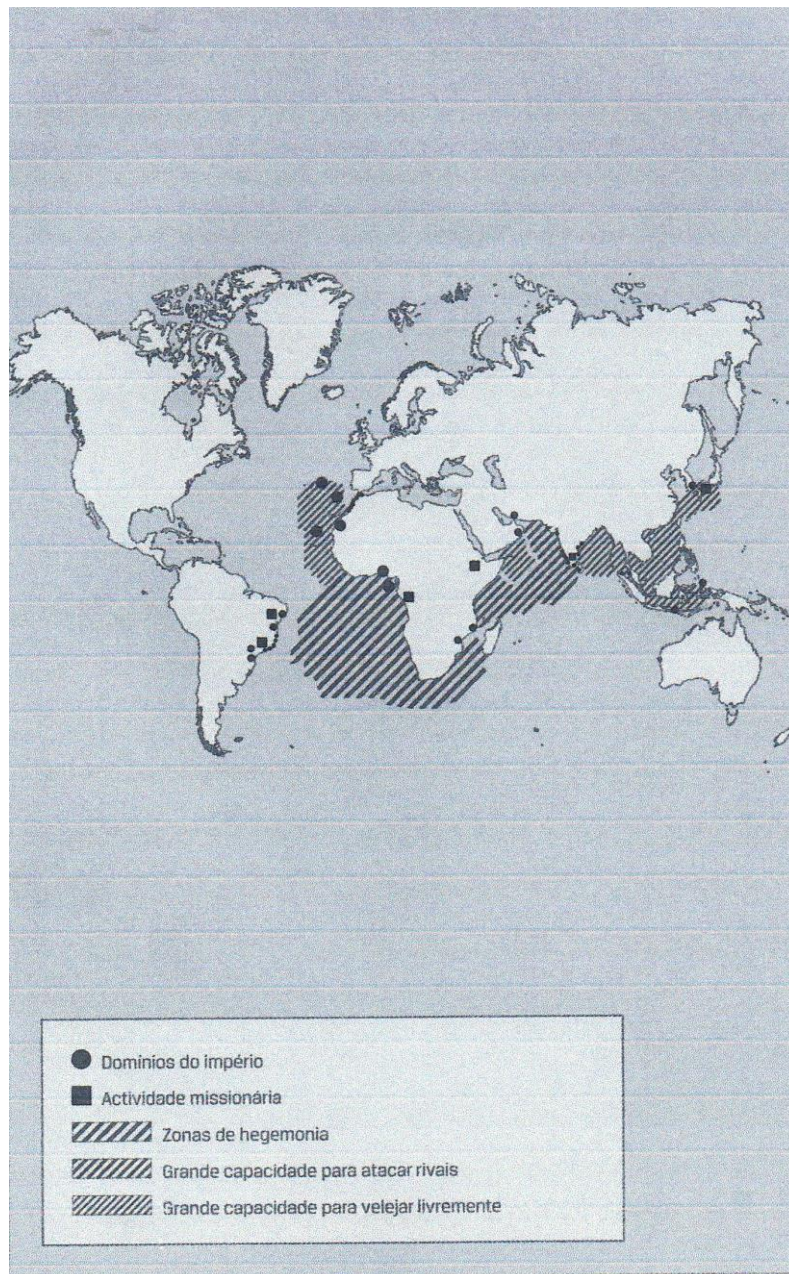 Domínios do império
Actividade missionária
Zonas de hegemonia
Grande capacidade para atacar rivais
Grande capacidade para velejar livremente